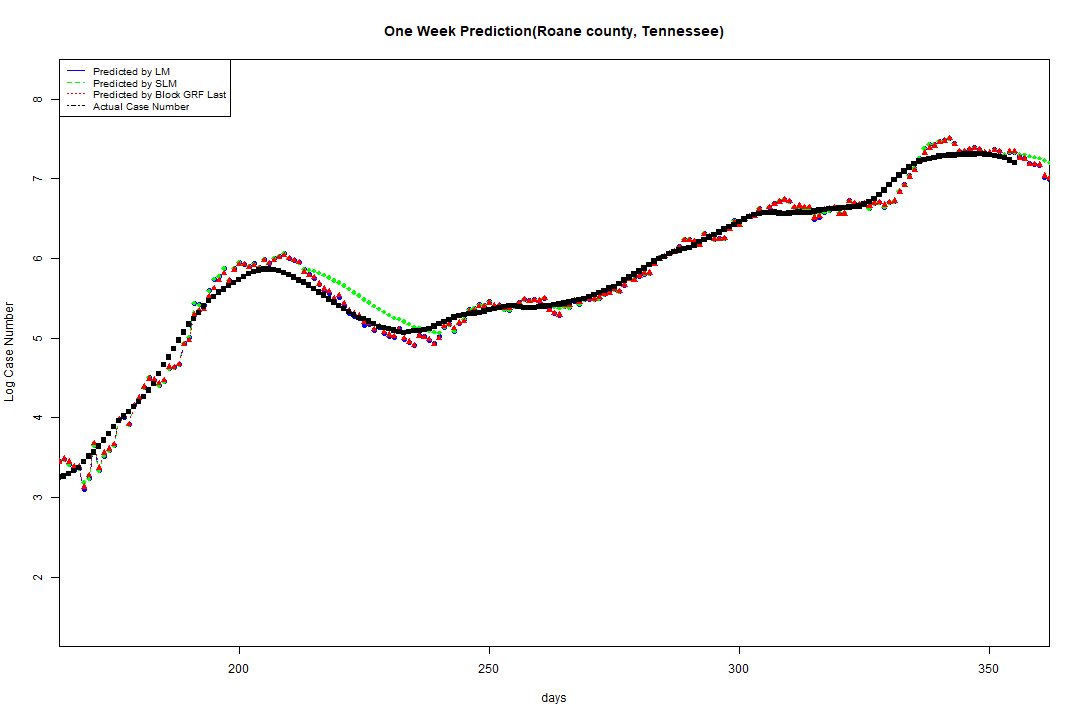 One Week Prediction(Roane county, Tennessee)
Predicted by LM
Predicted by SLM
Predicted by Block GRF Last
Actual Case Number
8
7
6
5
4
3
2
Log Case Number
200 250 300 350
days